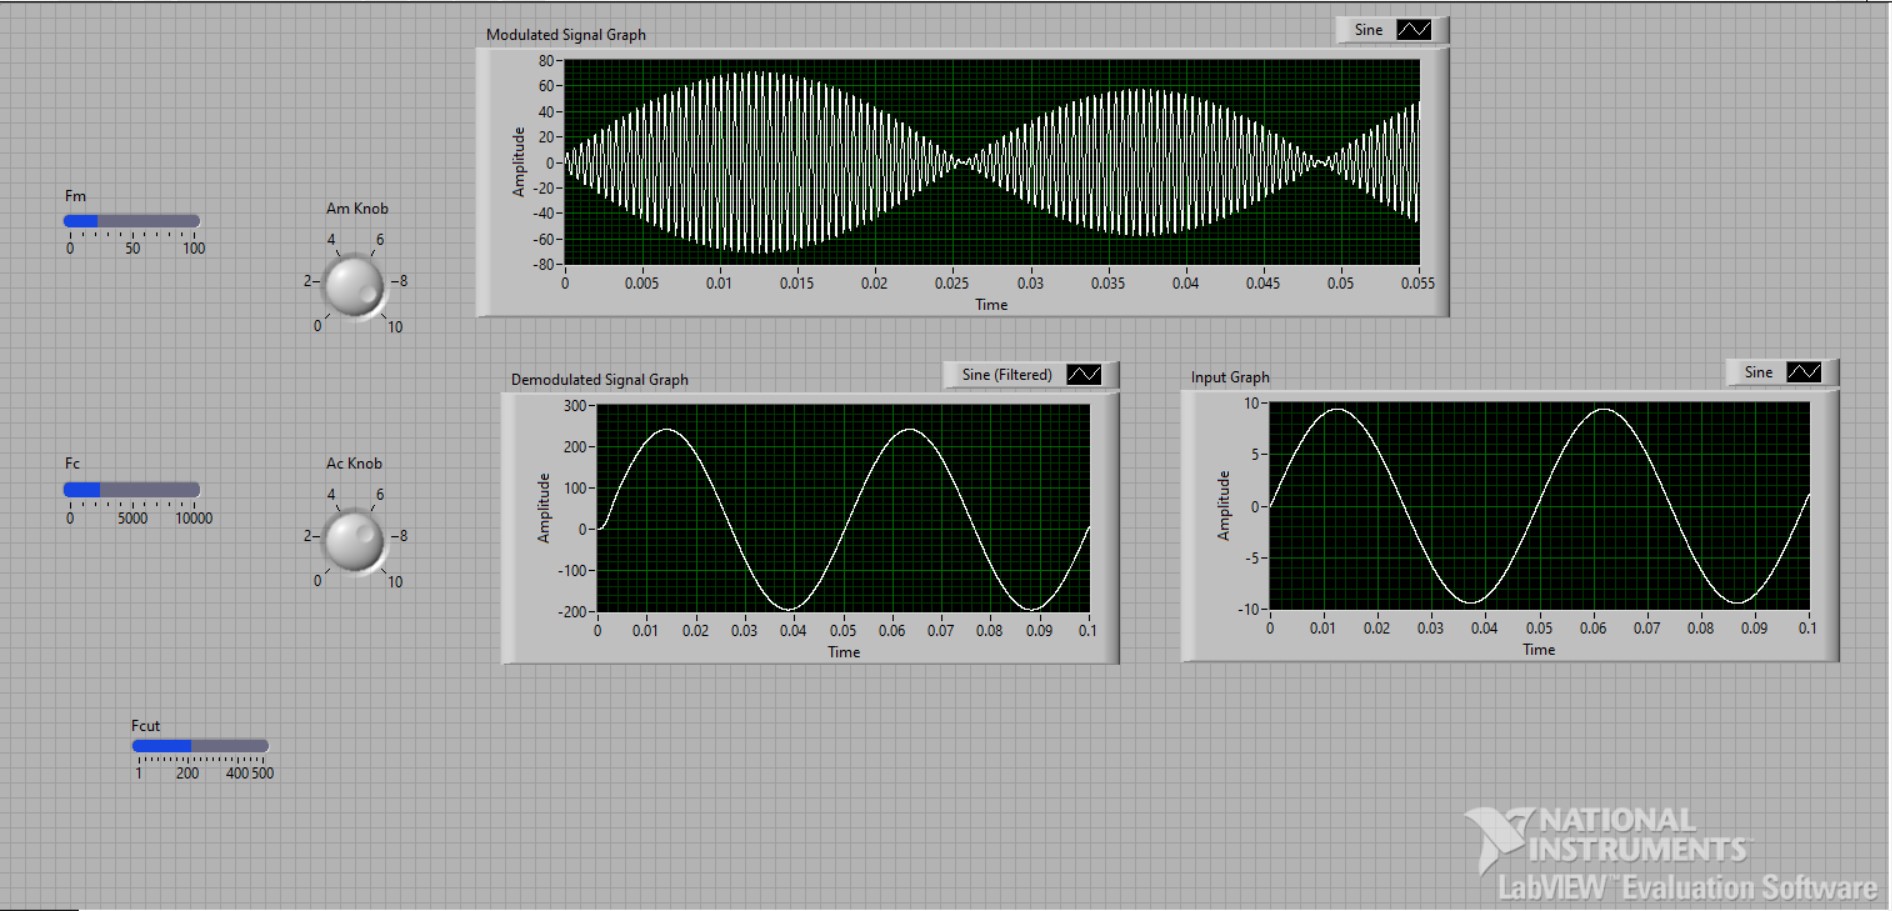 Modulated Signal Graph
Sine
Amplitude
80
60
40
20
0
-20
-40
-60
-80
0 0.005 0.01 0.015 0.02 0.025 0.03 0.035 0.04 0.045 0.05 0.055
Time
Fm
0 50 100
Am Knob
0 2 4 6 8 10
Demodulated Signal Graph
Sine (Filtered)
Amplitude
300
200
100
0
-100
-200
0 0.01 0.02 0.03 0.04 0.05 0.06 0.07 0.08 0.09 0.1
Time
Input Graph
Sine
Amplitude
10
5
0
-5
-10
0 0.01 0.02 0.03 0.04 0.05 0.06 0.07 0.08 0.09 0.1
Time
Fc
0 5000 10000
Ac Knob
0 2 4 6 8 10
Fcut
1 200 400 500
NATIONAL
INSTRUMENTS™
LabVIEW™ Evaluation Software